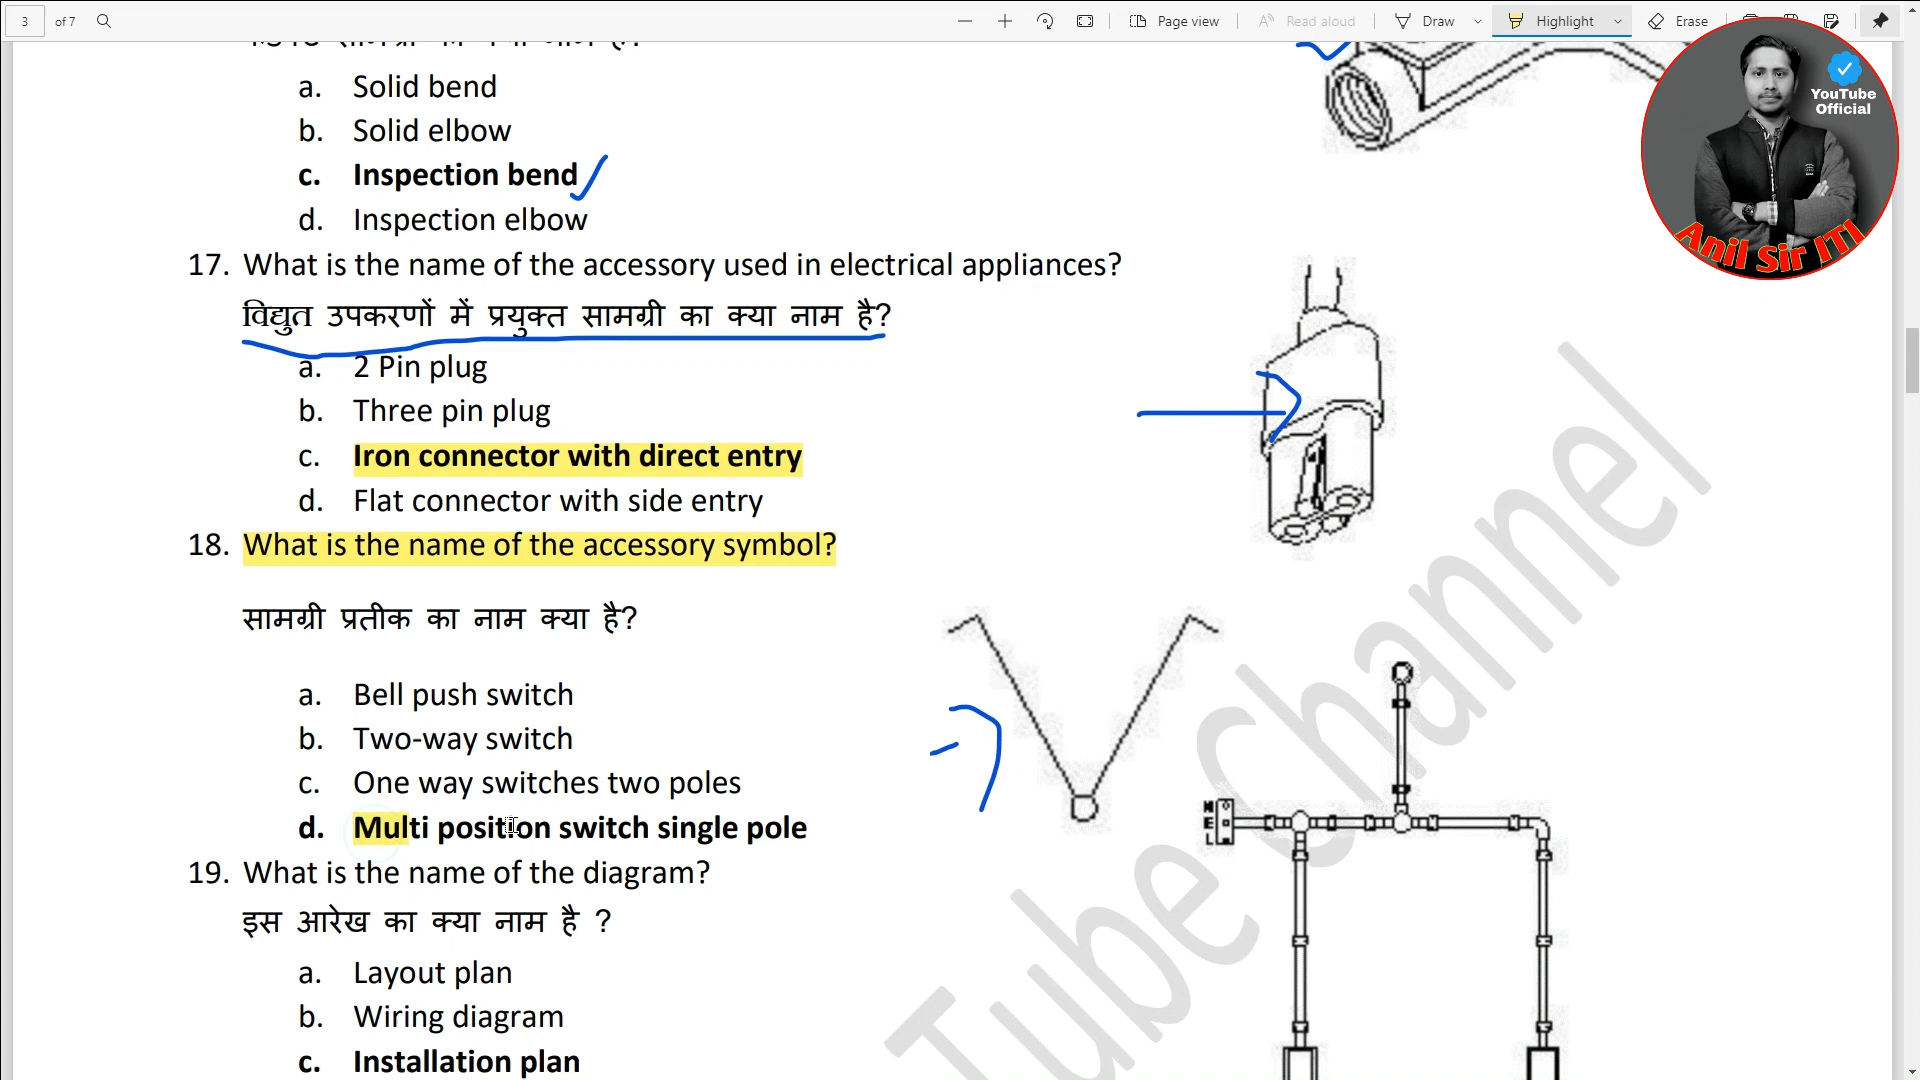 3 of 7 Page view Read aloud Draw Highlight Erase
YouTube
Official
Anil Sir ITI
a. Solid bend
b. Solid elbow
c. Inspection bend
d. Inspection elbow
17. What is the name of the accessory used in electrical appliances?
विद्युत उपकरणों में प्रयुक्त सामग्री का क्या नाम है?
a. 2 Pin plug
b. Three pin plug
c. Iron connector with direct entry
d. Flat connector with side entry
18. What is the name of the accessory symbol?
सामग्री प्रतीक का नाम क्या है?
a. Bell push switch
b. Two-way switch
c. One way switches two poles
d. Multi position switch single pole
N
E
L
19. What is the name of the diagram?
इस आरेख का क्या नाम है ?
a. Layout plan
b. Wiring diagram
c. Installation plan
Tube Channel